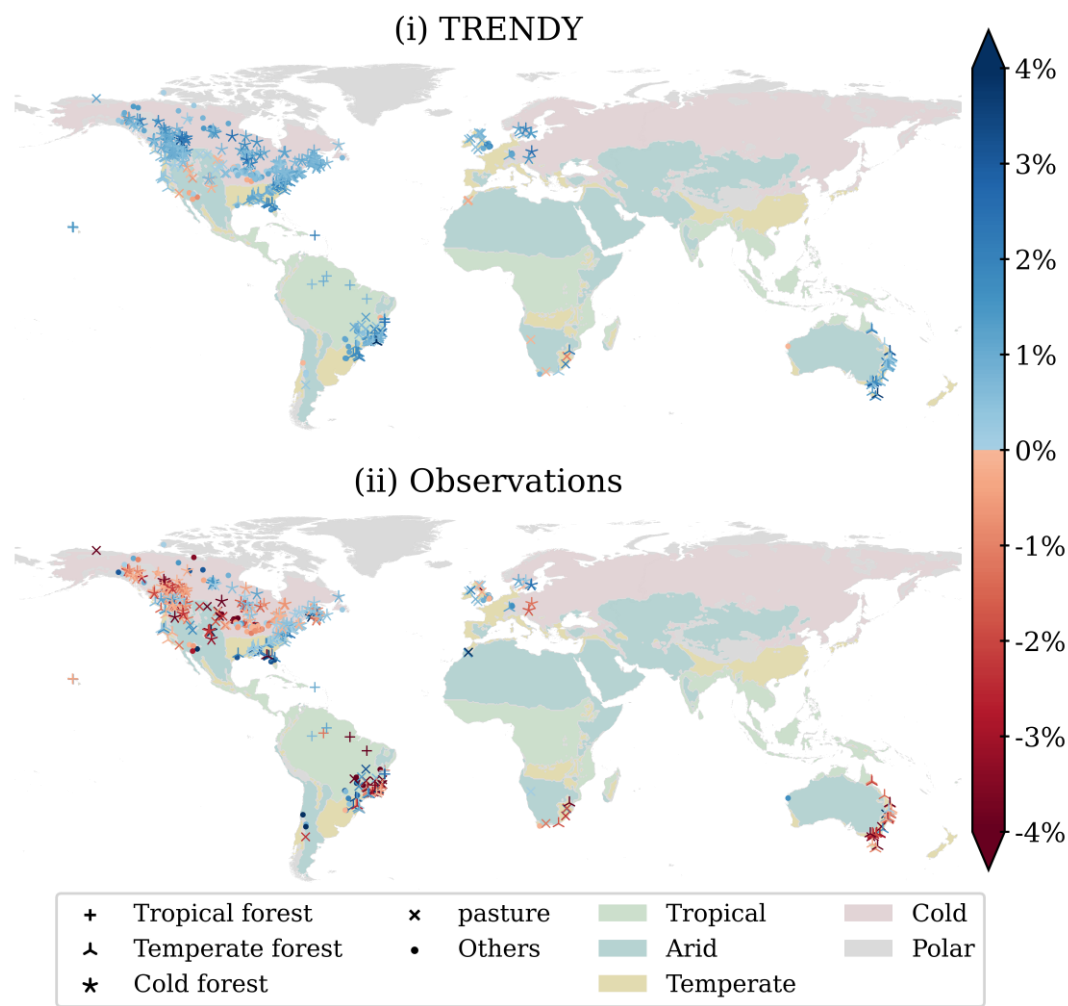 (i) TRENDY
4%
3%
2%
1%
0%
-1%
-2%
-3%
-4%
(ii) Observations
Tropical forest
Temperate forest
Cold forest
pasture
Others
Tropical
Arid
Temperate
Cold
Polar